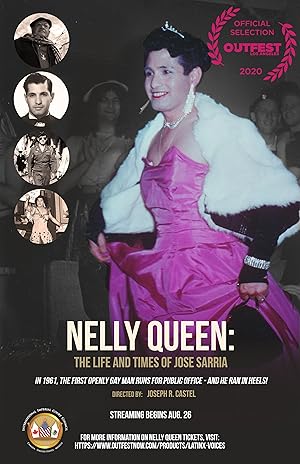 OFFICIAL
SELECTION
OUTFEST
LOS ANGELES
2020
NELLY QUEEN:
THE LIFE AND TIMES OF JOSE SARRIA
IN 1961, THE FIRST OPENLY GAY MAN RUNS FOR PUBLIC OFFICE - AND HE RAN IN HEELS!
DIRECTED BY: JOSEPH R. CASTEL
STREAMING BEGINS AUG. 26
FOR MORE INFORMATION ON NELLY QUEEN TICKETS, VISIT:
HTTPS://WWW.OUTFESTNOW.COM/PRODUCTS/LATINX-VOICES